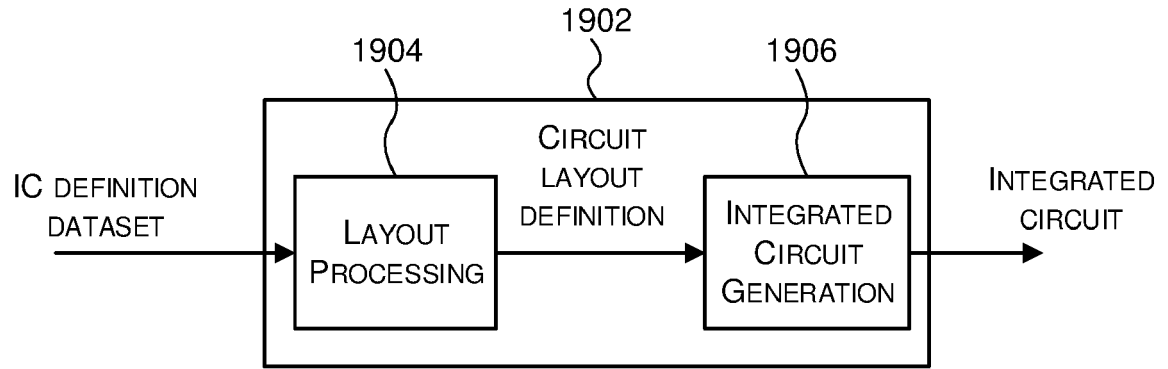 1902
1904
1906
IC DEFINITION
DATASET
LAYOUT
PROCESSING
CIRCUIT
LAYOUT
DEFINITION
INTEGRATED
CIRCUIT
GENERATION
INTEGRATED
CIRCUIT